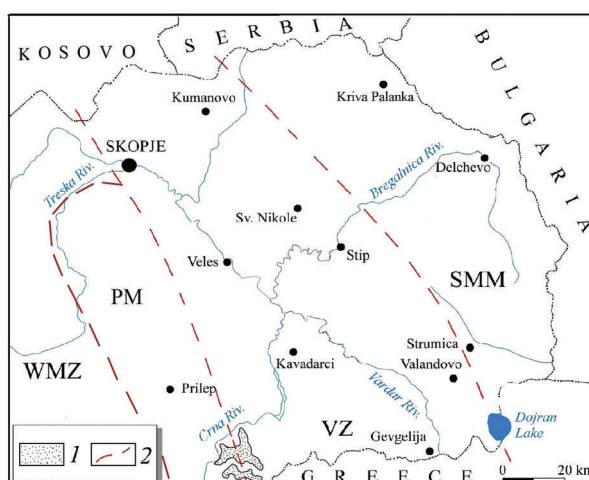 KOSOVO
SERBIA
BULGARIA
Kumanovo
Kriva Palanka
SKOPJE
Treska Riv.
Bregalnica Riv.
Delchevo
Sv. Nikole
Stip
Veles
SMM
PM
Strumica
Valandovo
WMZ
Kavadarci
Vardar Riv.
Prilep
Crna Riv.
VZ
Dojran
Lake
Gevgelija
1
2
GREECE
0 20 km